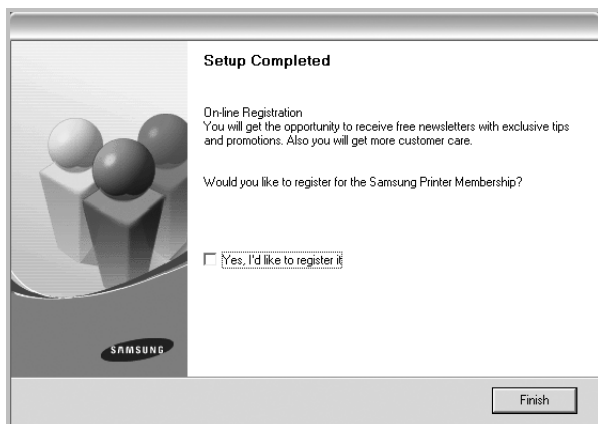 Setup Completed
On-line Registration
You will get the opportunity to receive free newsletters with exclusive tips
and promotions. Also you will get more customer care.
Would you like to register for the Samsung Printer Membership?
Yes, I'd like to register it
SAMSUNG
Finish